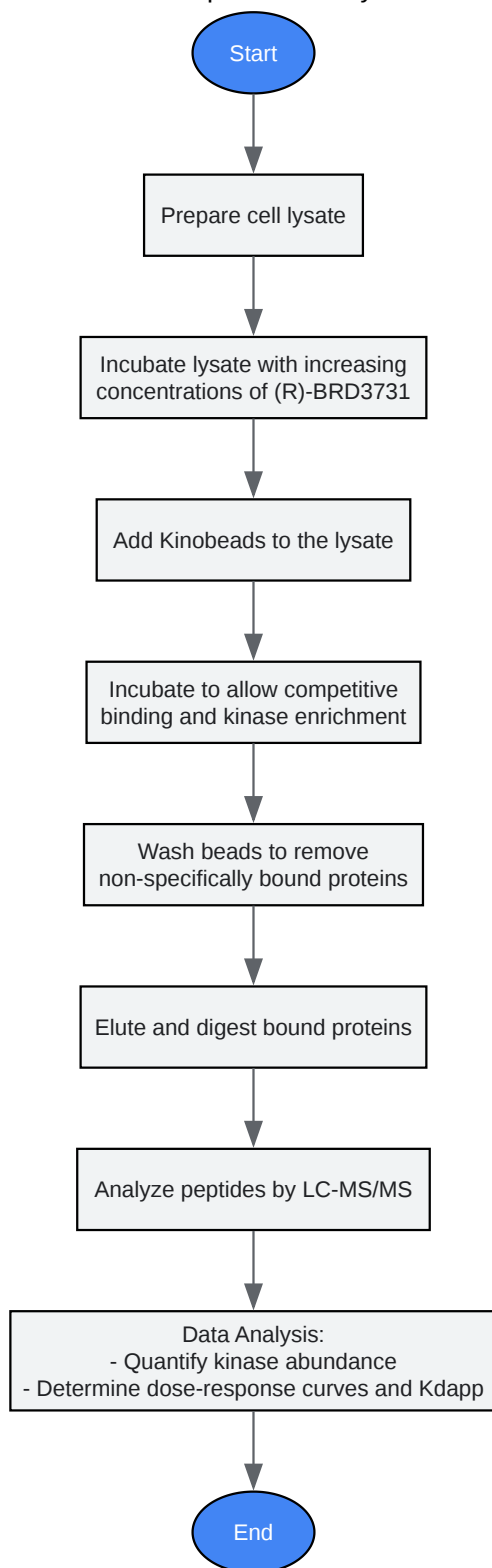 Start
Prepare cell lysate
Incubate lysate with increasing
concentrations of (R)-BRD3731
Add Kinobeads to the lysate
Incubate to allow competitive
binding and kinase enrichment
Wash beads to remove
non-specifically bound proteins
Elute and digest bound proteins
Analyze peptides by LC-MS/MS
Data Analysis:
- Quantify kinase abundance
- Determine dose-response curves and Kdapp
End